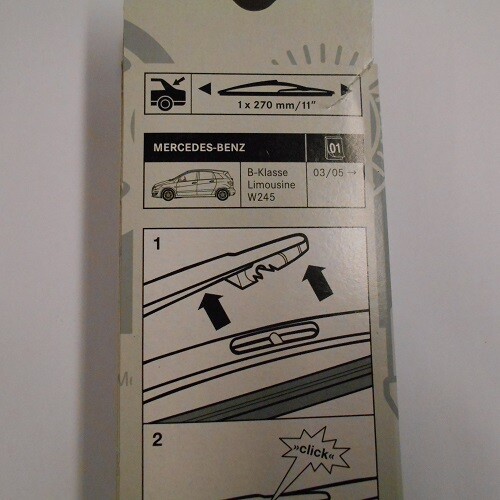 1 x 270 mm/11"
MERCEDES-BENZ 01
B-Klasse 03/05 →
Limousine
W245
1
2
»click«